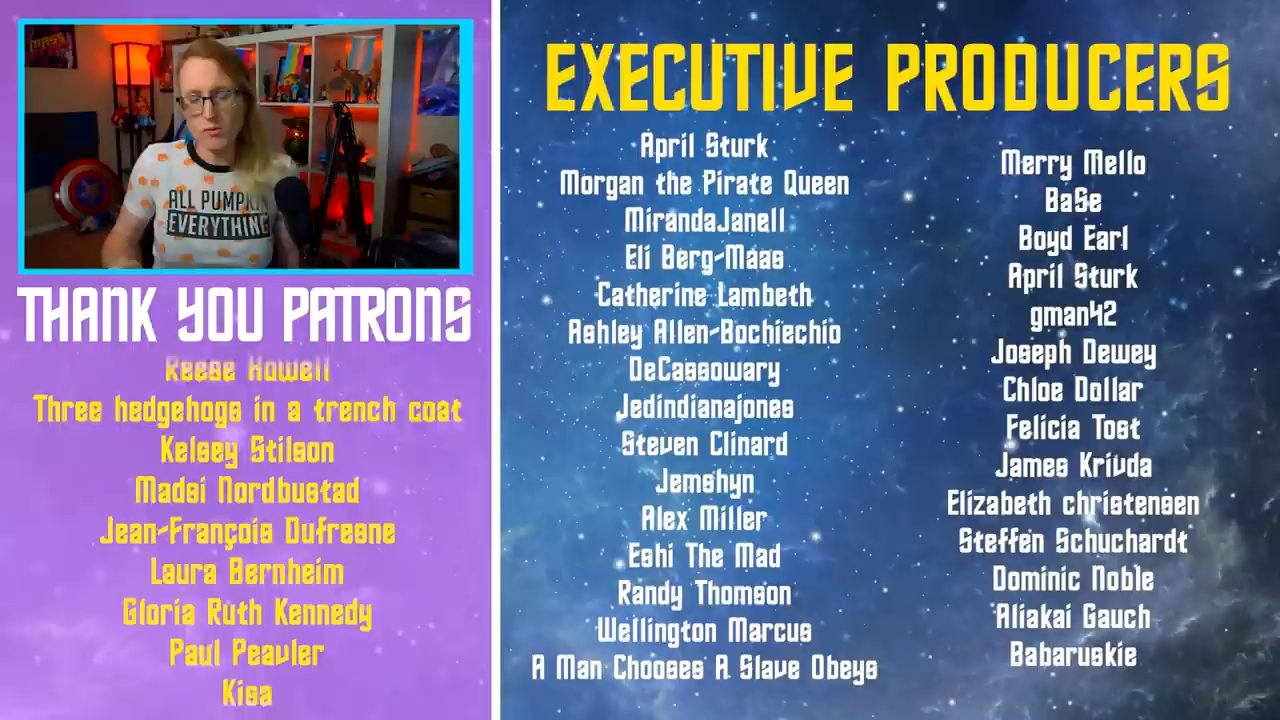 ALL PUMPKIN
EVERYTHING
THANK YOU PATRONS
Reese Howell
Three hedgehogs in a trench coat
Kelsey Stilson
Madsi Nordbustad
Jean-François Dufresne
Laura Bernheim
Gloria Ruth Kennedy
Paul Peavler
Kisa
EXECUTIVE PRODUCERS
April Sturk
Morgan the Pirate Queen
MirandaJanell
Eli Berg-Maas
Catherine Lambeth
Ashley Allen-Bochiechio
DeCassowary
Jedindianajones
Steven Clinard
Jemshyn
Alex Miller
Eshi The Mad
Randy Thomson
Wellington Marcus
A Man Chooses A Slave Obeys
Merry Mello
BaSe
Boyd Earl
April Sturk
gman42
Joseph Dewey
Chloe Dollar
Felicia Tost
James Krivda
Elizabeth christensen
Steffen Schuchardt
Dominic Noble
Aliakai Gauch
Babaruskie